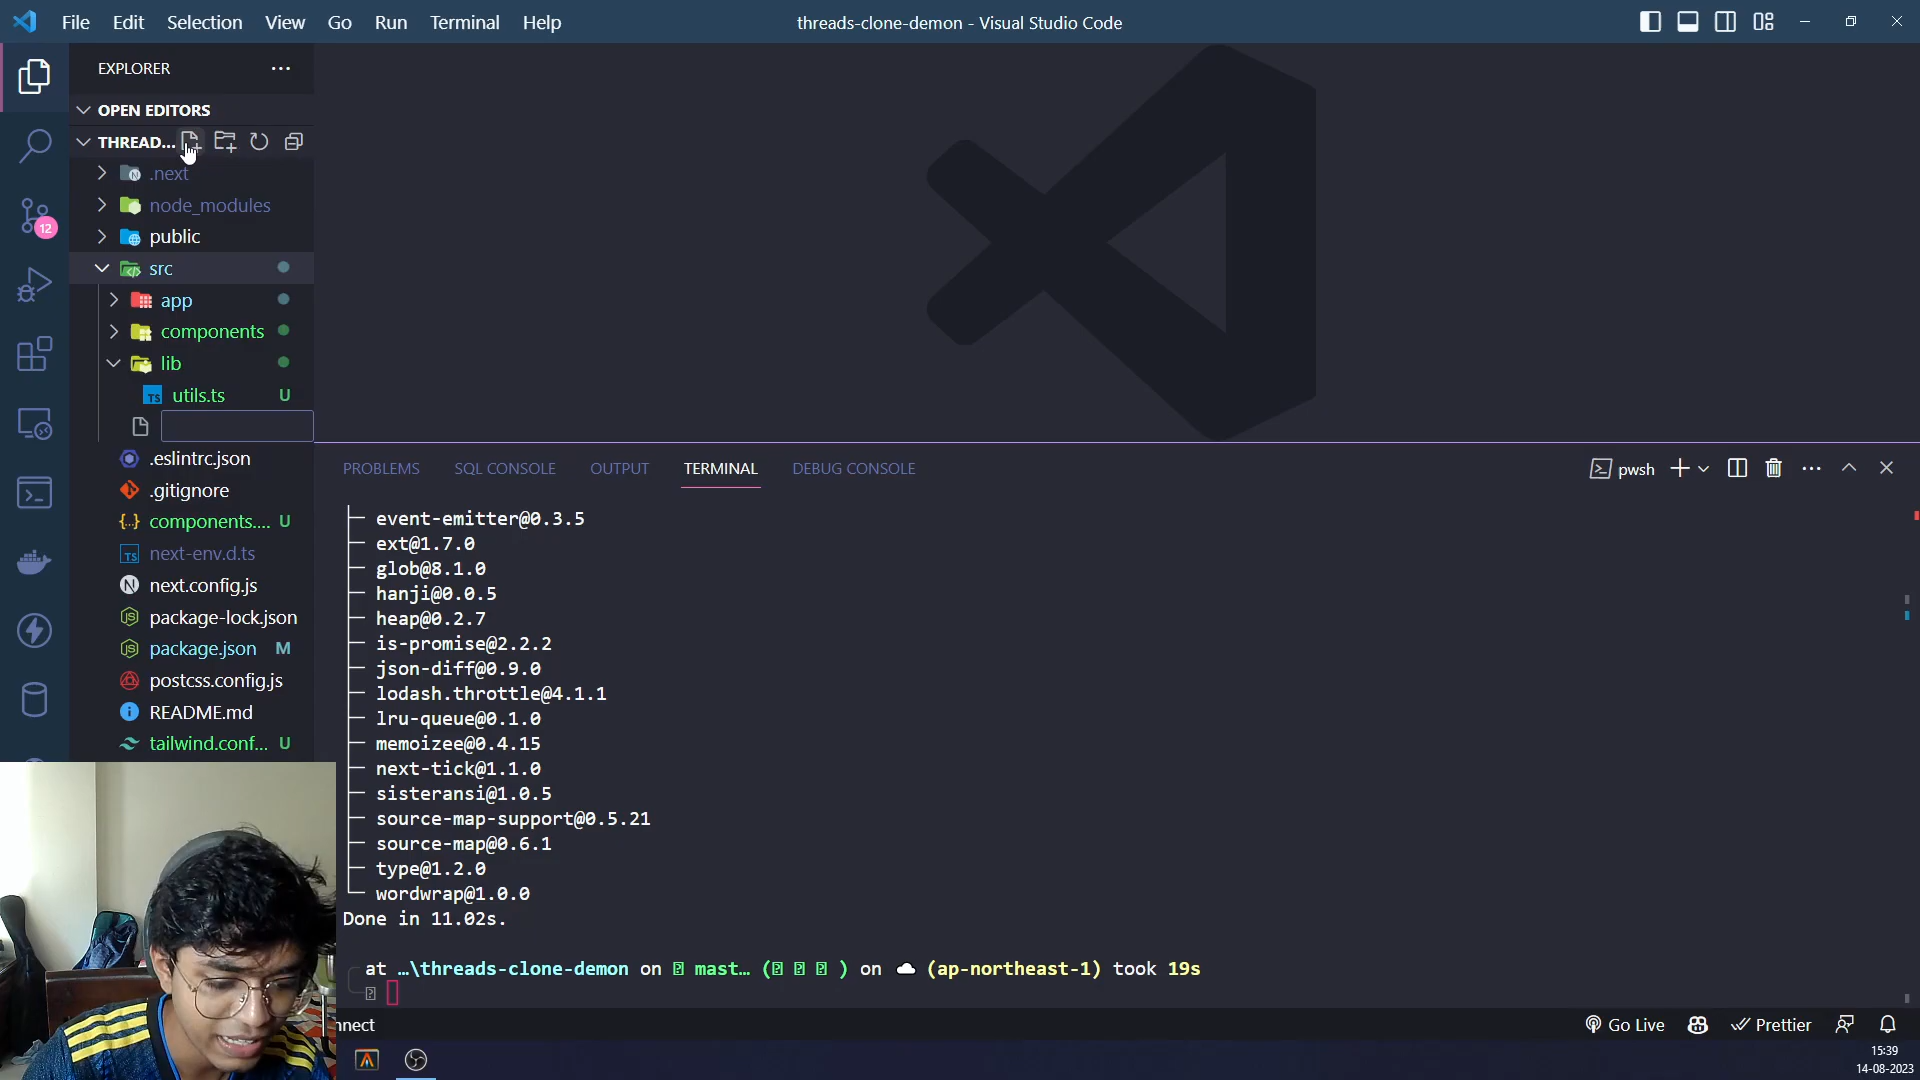 File Edit Selection View Go Run Terminal Help
threads-clone-demon - Visual Studio Code
EXPLORER
OPEN EDITORS
THREAD...
.next
node_modules
public
src
app
components
lib
TS utils.ts U
.eslintrc.json
.gitignore
components.... U
TS next-env.d.ts
next.config.js
package-lock.json
package.json M
postcss.config.js
README.md
tailwind.conf... U
12
PROBLEMS SQL CONSOLE OUTPUT TERMINAL DEBUG CONSOLE
pwsh
event-emitter@0.3.5
ext@1.7.0
glob@8.1.0
hanji@0.0.5
heap@0.2.7
is-promise@2.2.2
json-diff@0.9.0
lodash.throttle@4.1.1
lru-queue@0.1.0
memoizee@0.4.15
next-tick@1.1.0
sisteransi@1.0.5
source-map-support@0.5.21
source-map@0.6.1
type@1.2.0
wordwrap@1.0.0
Done in 11.02s.
at …\threads-clone-demon on mast… ( ) on (ap-northeast-1) took 19s
nnect
Go Live Prettier
15:39
14-08-2023